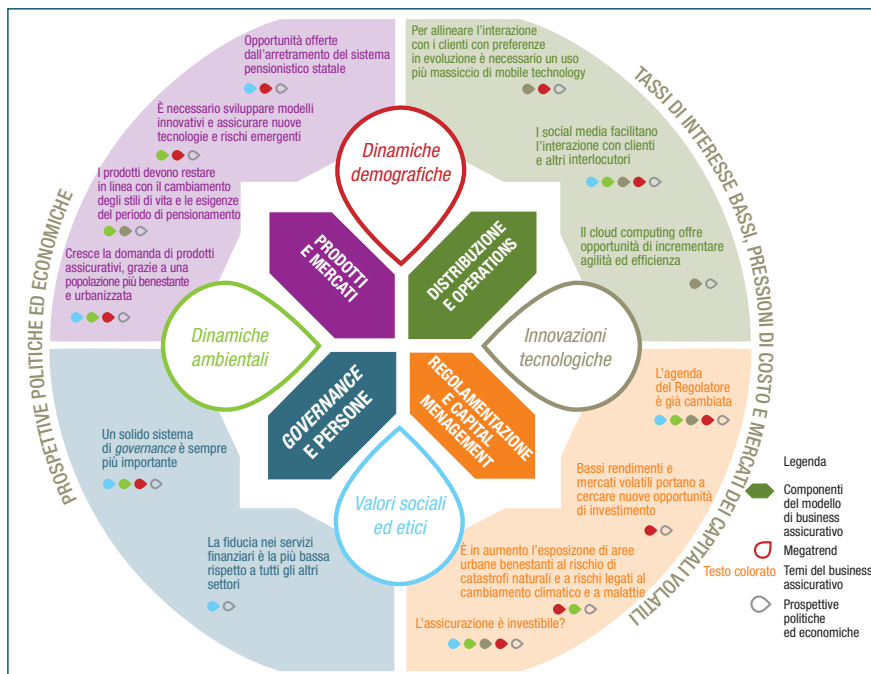 Opportunità offerte
dall'arretramento del sistema
pensionistico statale
È necessario sviluppare modelli
innovativi e assicurare nuove
tecnologie e rischi emergenti
I prodotti devono restare
in linea con il cambiamento
degli stili di vita e le esigenze
del periodo di pensionamento
Cresce la domanda di prodotti
assicurativi, grazie a una
popolazione più benestante
e urbanizzata
Per allineare l'interazione
con i clienti con preferenze
in evoluzione è necessario un uso
più massiccio di mobile technology
I social media facilitano
l'interazione con clienti
e altri interlocutori
Il cloud computing offre
opportunità di incrementare
agilità ed efficienza
PROSPETTIVE POLITICHE ED ECONOMICHE
TASSI DI INTERESSE BASSI, PRESSIONI DI COSTO E MERCATI DEI CAPITALI VOLATILI
Dinamiche
demografiche
PRODOTTI
E MERCATI
DISTRIBUZIONE
E OPERATIONS
Dinamiche
ambientali
Innovazioni
tecnologiche
GOVERNANCE
E PERSONE
REGOLAMENTAZIONE
E CAPITAL
MENAGEMENT
Valori sociali
ed etici
Un solido sistema
di governance è sempre
più importante
La fiducia nei servizi
finanziari è la più bassa
rispetto a tutti gli altri
settori
L'agenda
del Regolatore
è già cambiata
Bassi rendimenti e
mercati volatili portano a
cercare nuove opportunità
di investimento
È in aumento l'esposizone di aree
urbane benestanti al rischio di
catastrofi naturali e a rischi legati al
cambiamento climatico e a malattie
L'assicurazione è investibile?
Legenda
Componenti
del modello
di business
assicurativo
Megatrend
Testo colorato Temi del business
assicurativo
Prospettive
politiche
ed economiche